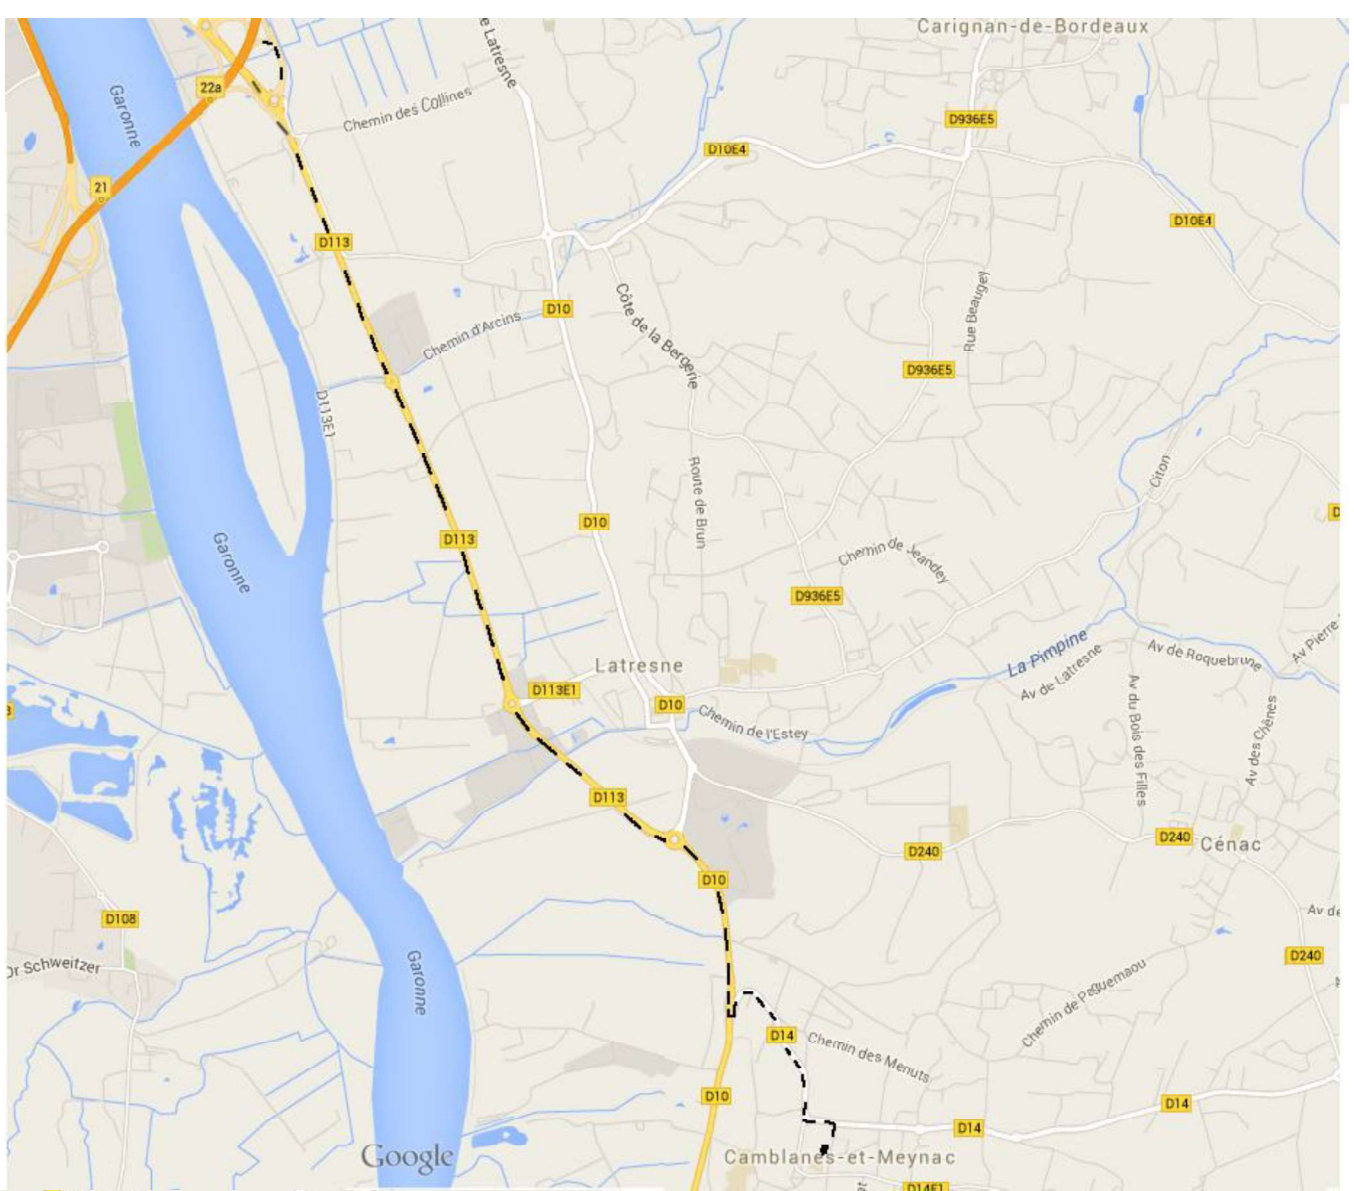 Carignan-de-Bordeaux
e Latresne
22a
Garonne
Chemin des Collines
D936E5
D10E4
21
D10E4
D113
D10
Côte de la Bergerie
Rue Beaugey
Chemin d'Arcins
D936E5
D113E1
Route de Brun
Citon
D10
D
D113
Garonne
Chemin de Jeandey
D936E5
Av Pierre
La Pimpine
Av de Roquebrune
Latresne
Av de Latresne
D113E1
D10
Av du Bois des Filles
Av des Chênes
Chemin de l'Estey
D113
D240
D240
Cénac
D10
D108
Av de
D240
Or Schweitzer
Garonne
Chemin de Paguemaou
D14
Chemin des Menuts
D10
D14
D14
Google
Camblanes-et-Meynac
D14E1